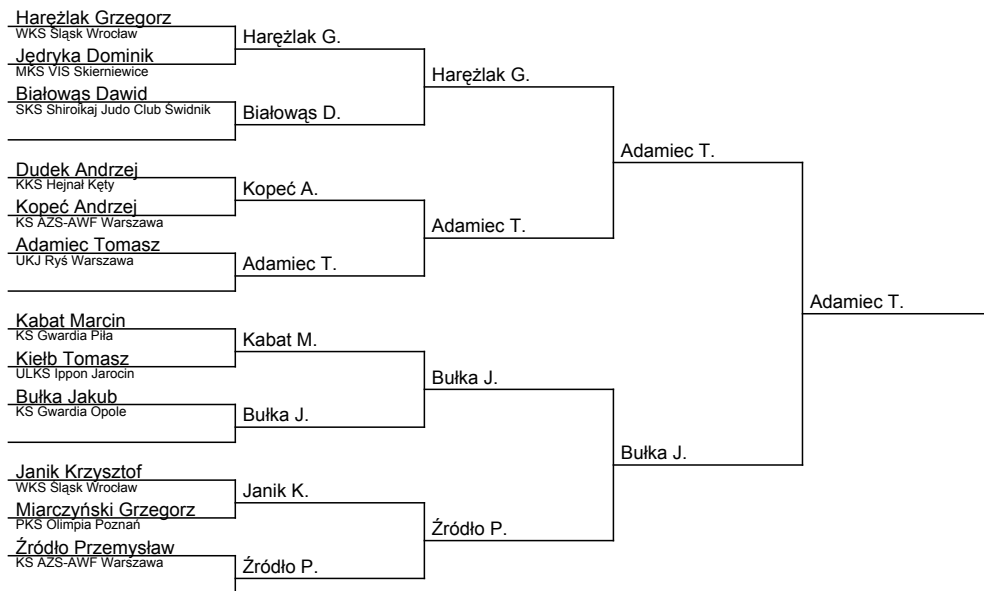 Harężlak Grzegorz
WKS Śląsk Wrocław
Jędryka Dominik
MKS VIS Skierniewice
Białowąs Dawid
SKS Shiroikaj Judo Club Świdnik
Dudek Andrzej
KKS Hejnał Kęty
Kopeć Andrzej
KS AZS-AWF Warszawa
Adamiec Tomasz
UKJ Ryś Warszawa
Kabat Marcin
KS Gwardia Piła
Kiełb Tomasz
ULKS Ippon Jarocin
Bułka Jakub
KS Gwardia Opole
Janik Krzysztof
WKS Śląsk Wrocław
Miarczyński Grzegorz
PKS Olimpia Poznań
Źródło Przemysław
KS AZS-AWF Warszawa
Harężlak G.
Białowąs D.
Kopeć A.
Adamiec T.
Kabat M.
Bułka J.
Janik K.
Źródło P.
Harężlak G.
Adamiec T.
Bułka J.
Źródło P.
Adamiec T.
Bułka J.
Adamiec T.